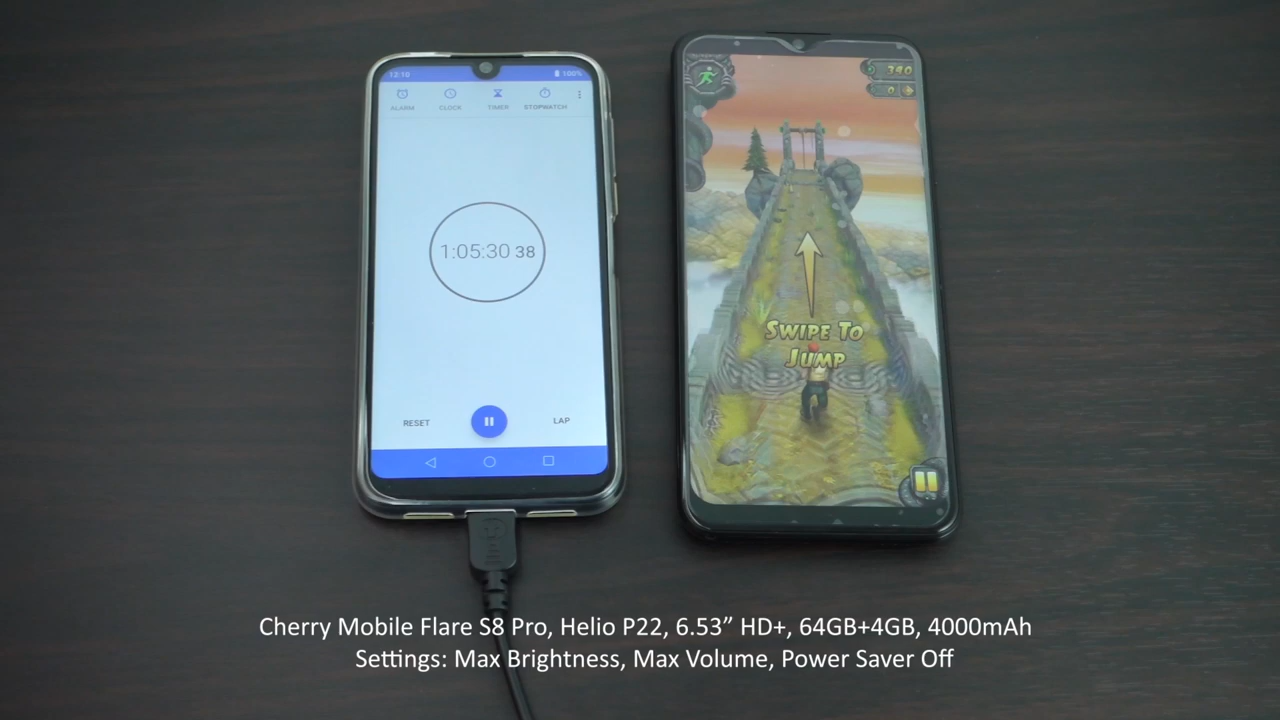 12:10
100%
ALARM
CLOCK
TIMER
STOPWATCH
1:05:30 38
RESET
LAP
390
0
SWIPE TO
JUMP
Cherry Mobile Flare S8 Pro, Helio P22, 6.53” HD+, 64GB+4GB, 4000mAh
Settings: Max Brightness, Max Volume, Power Saver Off